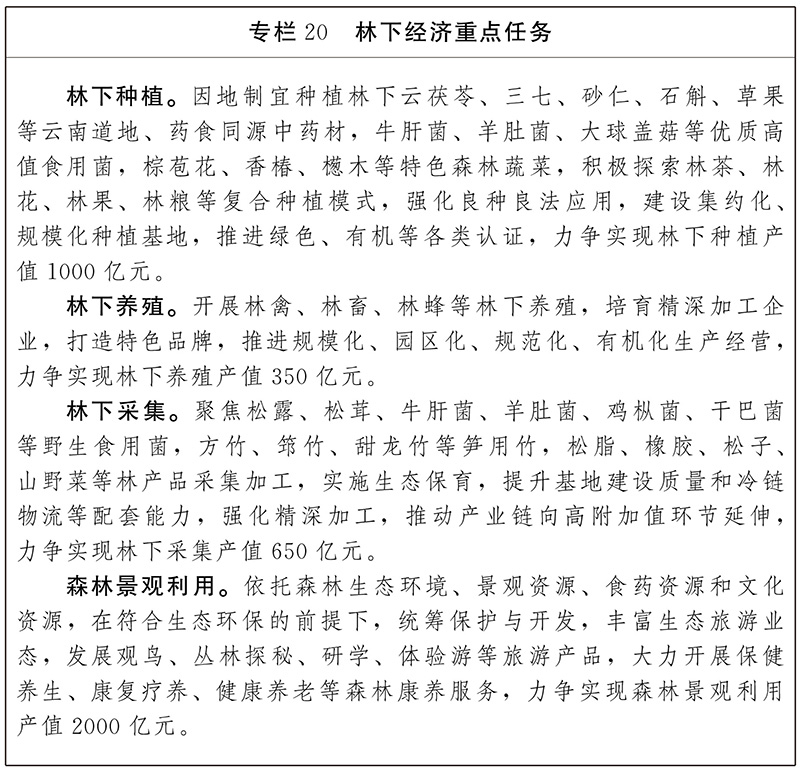 专栏20　林下经济重点任务
林下种植。因地制宜种植林下云茯苓、三七、砂仁、石斛、草果
等云南道地、药食同源中药材，牛肝菌、羊肚菌、大球盖菇等优质高
值食用菌，棕苞花、香椿、楤木等特色森林蔬菜，积极探索林茶、林
花、林果、林粮等复合种植模式，强化良种良法应用，建设集约化、
规模化种植基地，推进绿色、有机等各类认证，力争实现林下种植产
值1000亿元。
林下养殖。开展林禽、林畜、林蜂等林下养殖，培育精深加工企
业，打造特色品牌，推进规模化、园区化、规范化、有机化生产经营，
力争实现林下养殖产值350亿元。
林下采集。聚焦松露、松茸、牛肝菌、羊肚菌、鸡枞菌、干巴菌
等野生食用菌，方竹、筇竹、甜龙竹等笋用竹，松脂、橡胶、松子、
山野菜等林产品采集加工，实施生态保育，提升基地建设质量和冷链
物流等配套能力，强化精深加工，推动产业链向高附加值环节延伸，
力争实现林下采集产值650亿元。
森林景观利用。依托森林生态环境、景观资源、食药资源和文化
资源，在符合生态环保的前提下，统筹保护与开发，丰富生态旅游业
态，发展观鸟、丛林探秘、研学、体验游等旅游产品，大力开展保健
养生、康复疗养、健康养老等森林康养服务，力争实现森林景观利用
产值2000亿元。